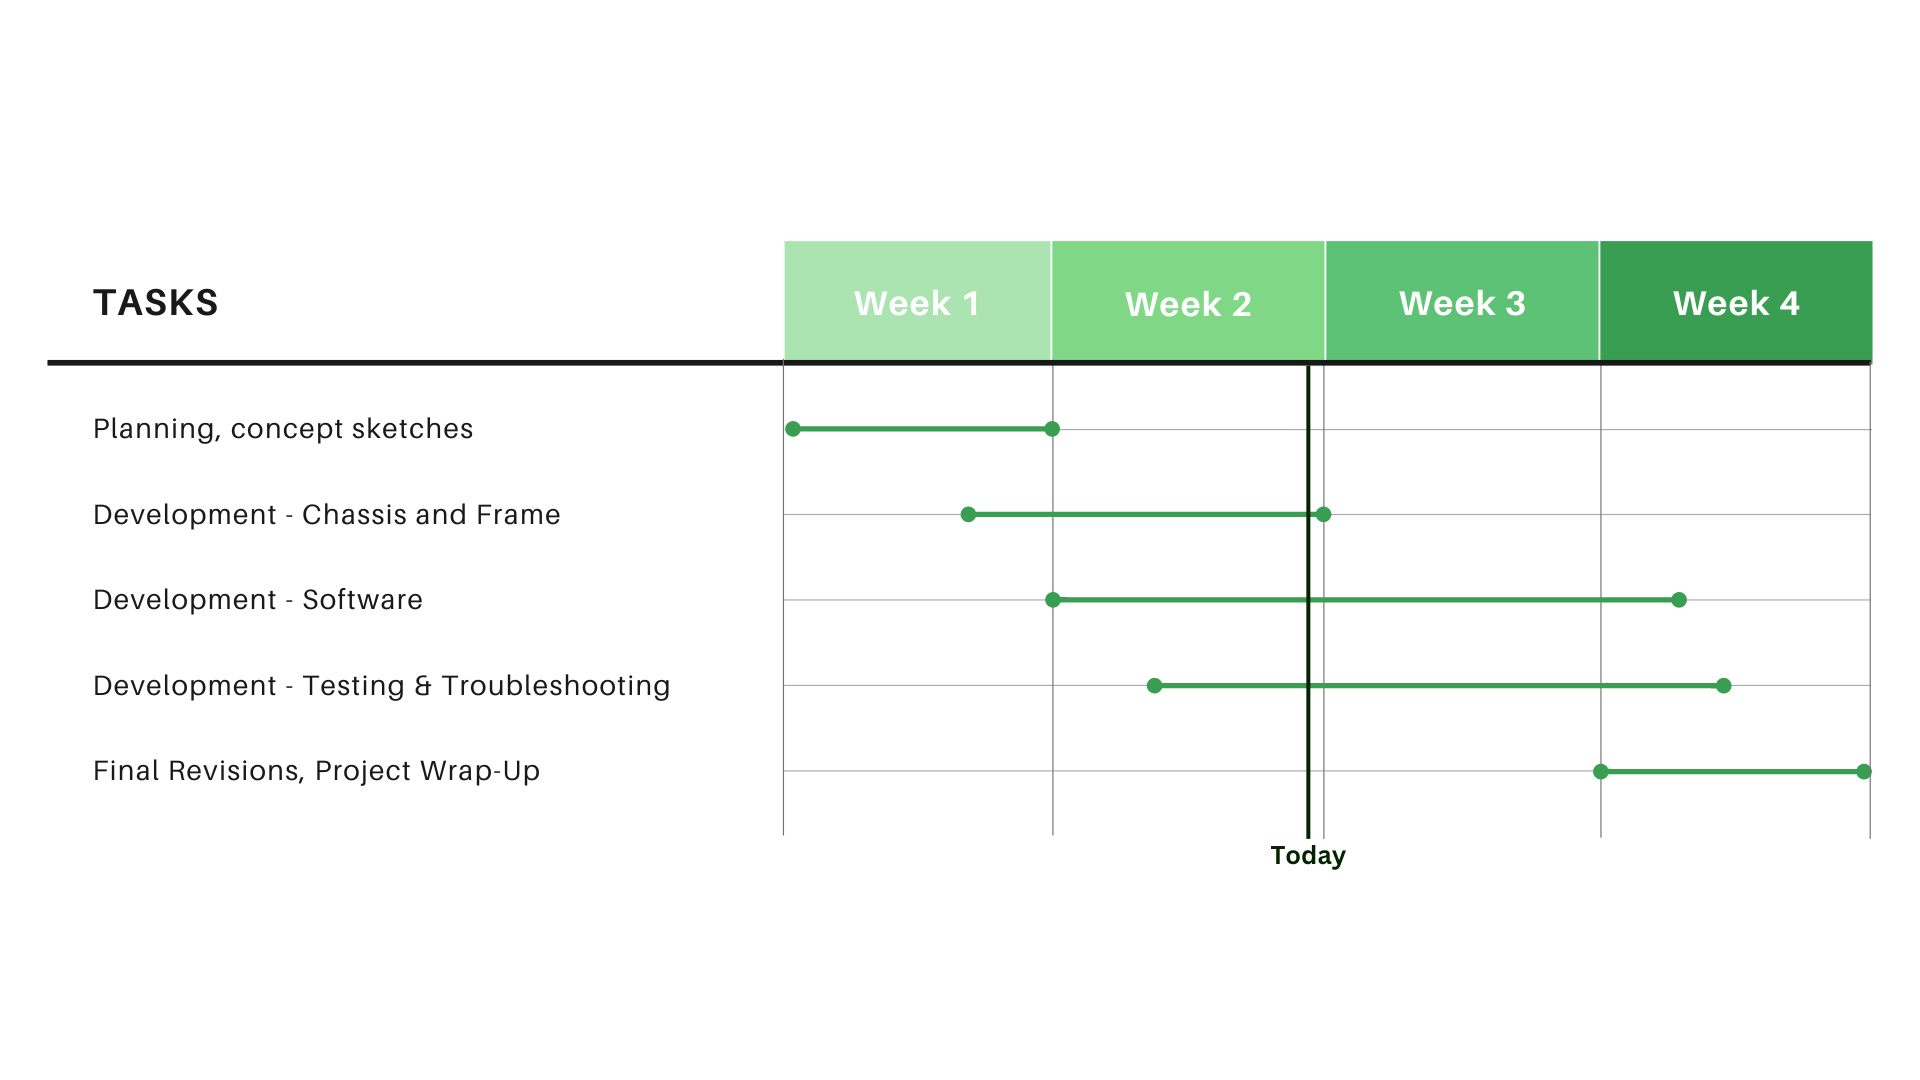 TASKS
Week 1
Week 2
Week 3
Week 4
Planning, concept sketches
Development - Chassis and Frame
Development - Software
Development - Testing & Troubleshooting
Final Revisions, Project Wrap-Up
Today